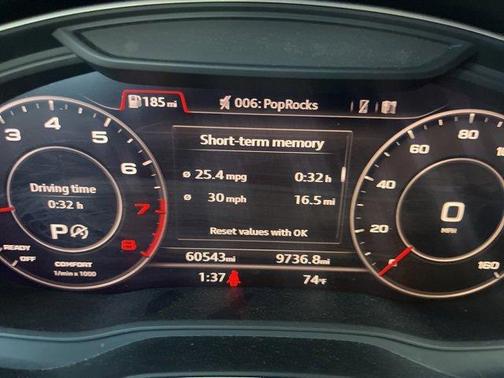 185 mi 006: PopRocks
Short-term memory
ø 25.4 mpg 0:32 h
ø 30 mph 16.5 mi
Reset values with OK
60543 mi 9736.8 mi
1:37 74°F
3 4 5 6 7 8
Driving time
0:32 h
P
READY
OFF
COMFORT
1/min x 1000
20 40 60 80 160
0
MPH